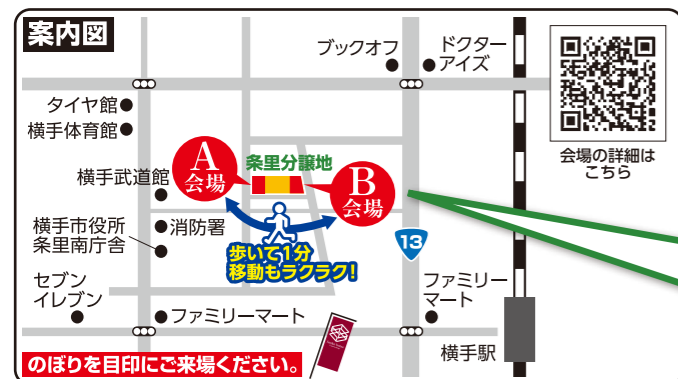 案内図
ブックオフ
ドクター
アイズ
タイヤ館
横手体育館
A
会場
条里分譲地
B
会場
会場の詳細は
こちら
横手武道館
横手市役所
条里南庁舎
消防署
歩いて1分
移動もラクラク!
13
セブン
イレブン
ファミリーマート
ファミリー
マート
横手駅
のぼりを目印にご来場ください。